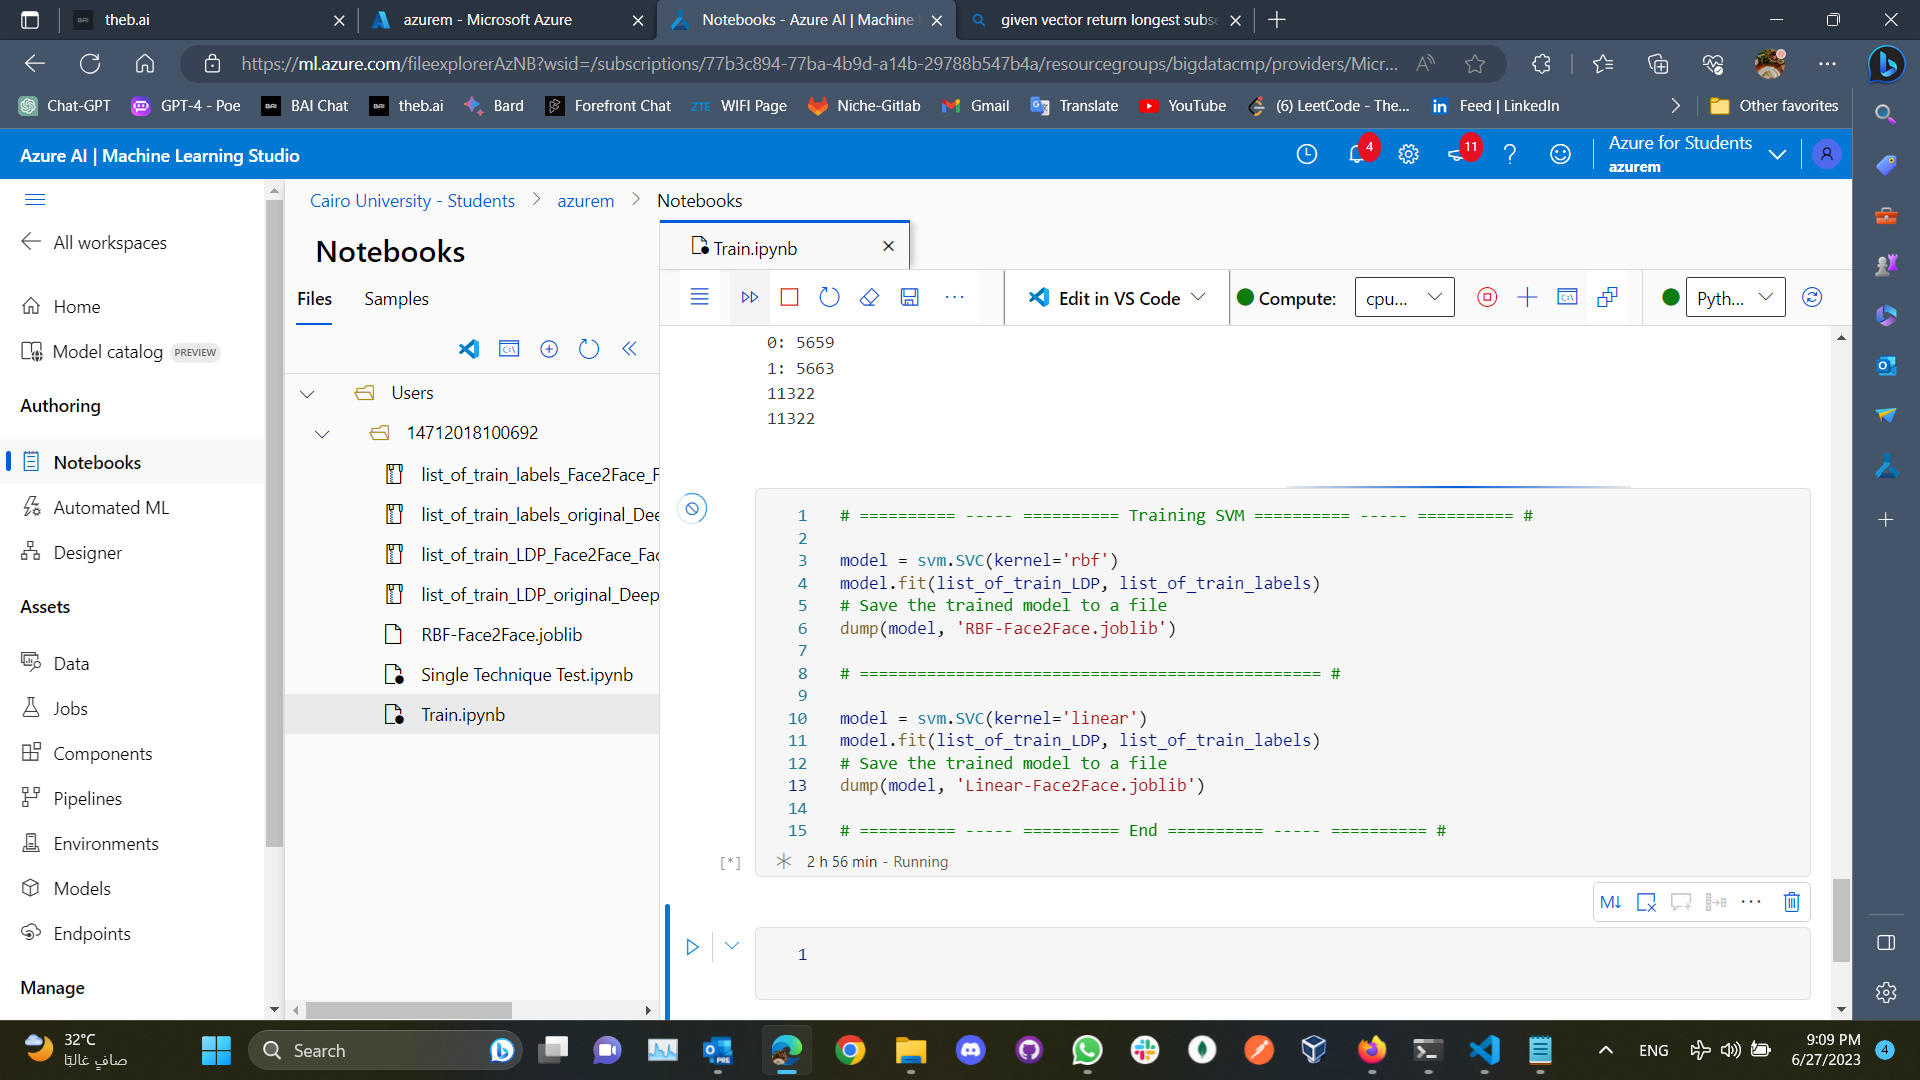 theb.ai
azurem - Microsoft Azure
Notebooks - Azure AI | Machine
given vector return longest subse
https://ml.azure.com/fileexplorerAzNB?wsid=/subscriptions/77b3c894-77ba-4b9d-a14b-29788b547b4a/resourcegroups/bigdatacmp/providers/Micr...
Chat-GPT
GPT-4 - Poe
BAI Chat
theb.ai
Bard
Forefront Chat
ZTE WIFI Page
Niche-Gitlab
Gmail
Translate
YouTube
(6) LeetCode - The...
Feed | LinkedIn
Other favorites
Azure AI | Machine Learning Studio
4
11
Azure for Students
azurem
All workspaces
Home
Model catalog PREVIEW
Authoring
Notebooks
Automated ML
Designer
Assets
Data
Jobs
Components
Pipelines
Environments
Models
Endpoints
Manage
Cairo University - Students > azurem > Notebooks
Notebooks
Files
Samples
Users
14712018100692
list_of_train_labels_Face2Face_F
list_of_train_labels_original_Dee
list_of_train_LDP_Face2Face_Fac
list_of_train_LDP_original_Deep
RBF-Face2Face.joblib
Single Technique Test.ipynb
Train.ipynb
Train.ipynb
Edit in VS Code
Compute:
cpu...
Pyth...
0: 5659
1: 5663
11322
11322
1 # ========== ----- ========== Training SVM ========== ----- ========== #
2
3 model = svm.SVC(kernel='rbf')
4 model.fit(list_of_train_LDP, list_of_train_labels)
5 # Save the trained model to a file
6 dump(model, 'RBF-Face2Face.joblib')
7
8 # ================================================ #
9
10 model = svm.SVC(kernel='linear')
11 model.fit(list_of_train_LDP, list_of_train_labels)
12 # Save the trained model to a file
13 dump(model, 'Linear-Face2Face.joblib')
14
15 # ========== ----- ========== End ========== ----- ========== #
[*]
2 h 56 min - Running
M↓
1
32°C
صافٍ غالبًا
Search
PRE
ENG
9:09 PM
6/27/2023
4